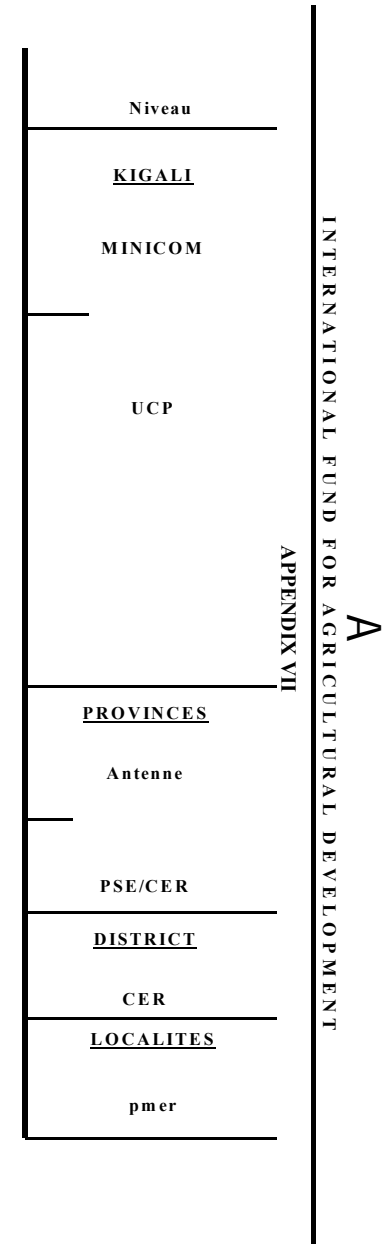 Niveau
KIGALI
MINICOM
UCP
PROVINCES
Antenne
PSE/CER
DISTRICT
CER
LOCALITES
pmer
APPENDIX VII
INTERNATIONAL FUND FOR AGRICULTURAL DEVELOPMENT
A